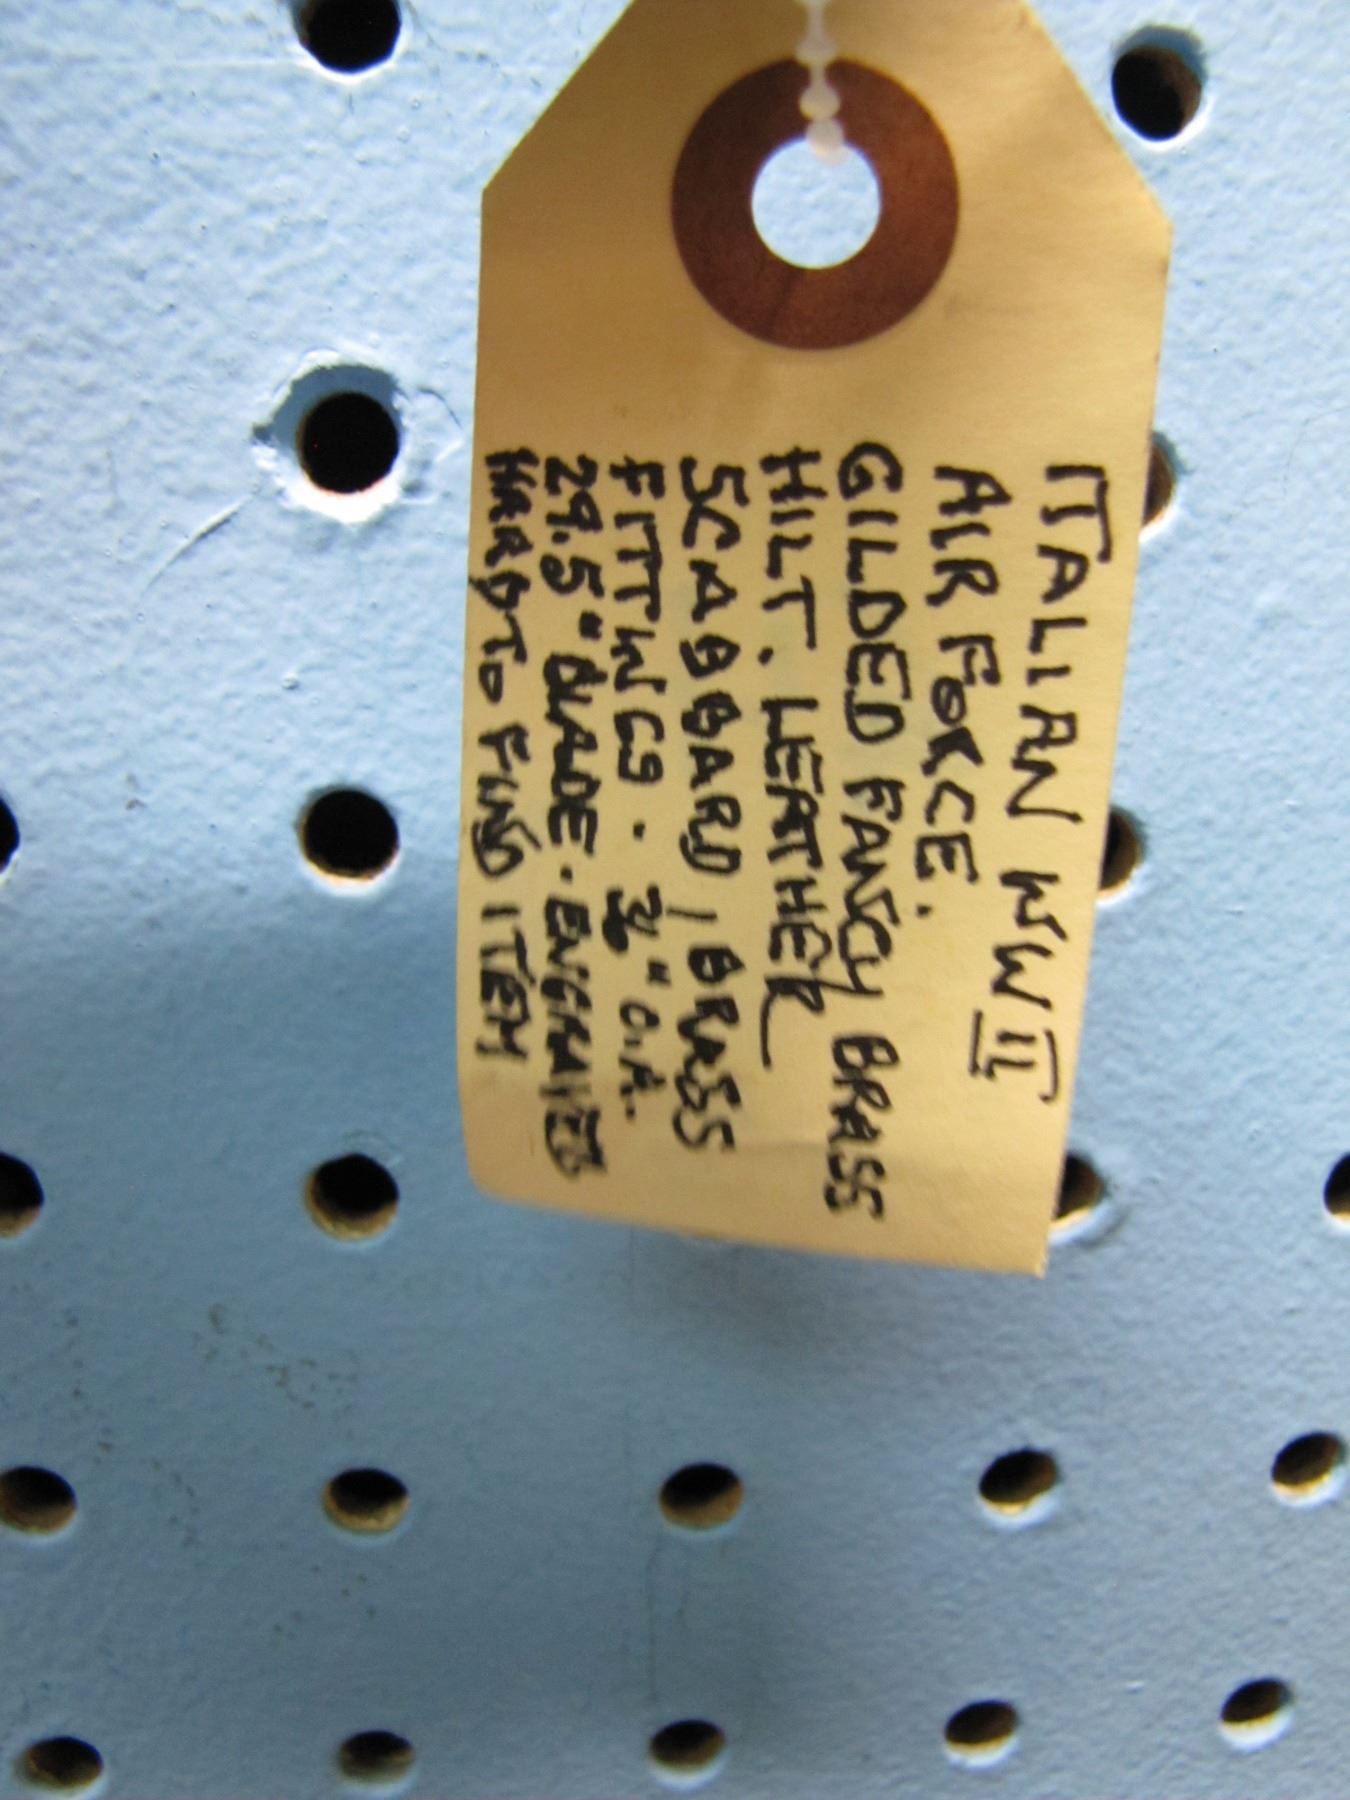 ITALIAN WW II
AIR FORCE.
GILDED FANCY BRASS
HILT. LEATHER
SCABBARD / BRASS
FITTINGS. " O.A.
29.5" BLADE - ENGRAVED
HARD TO FIND ITEM